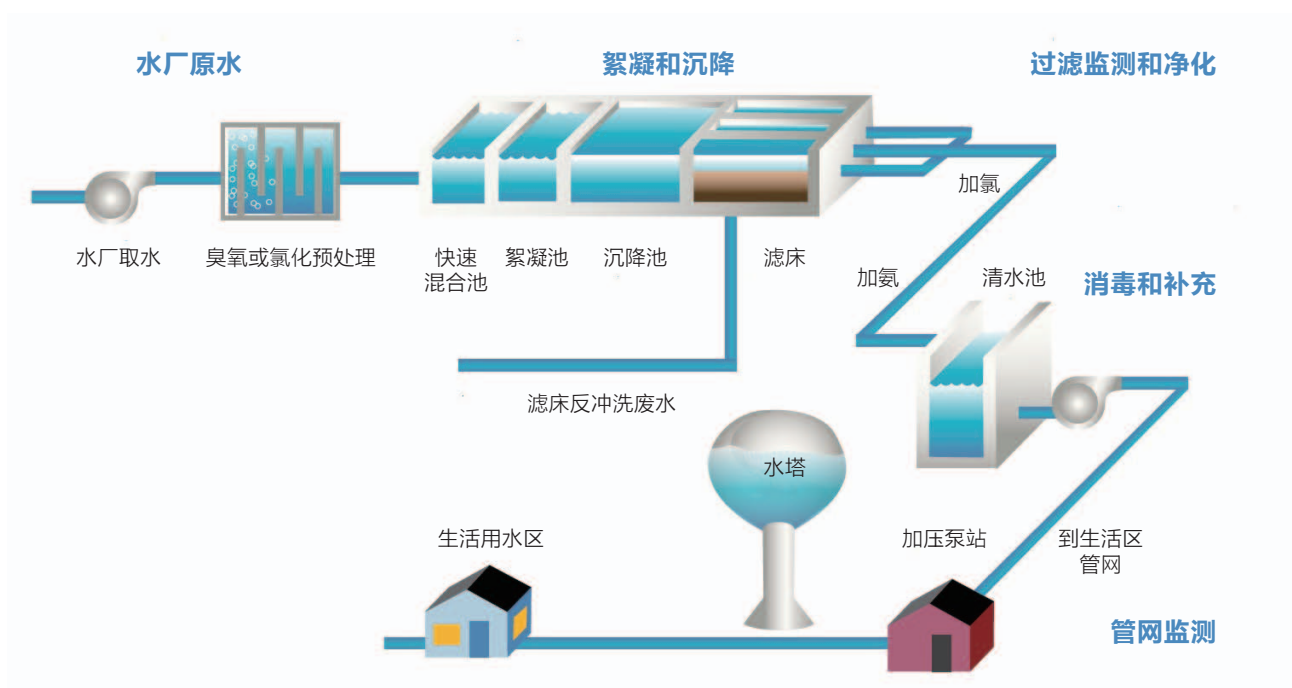 水厂原水
絮凝和沉降
过滤监测和净化
加氯
水厂取水
臭氧或氯化预处理
快速
混合池
絮凝池
沉降池
滤床
加氨
清水池
消毒和补充
滤床反冲洗废水
水塔
生活用水区
加压泵站
到生活区
管网
管网监测